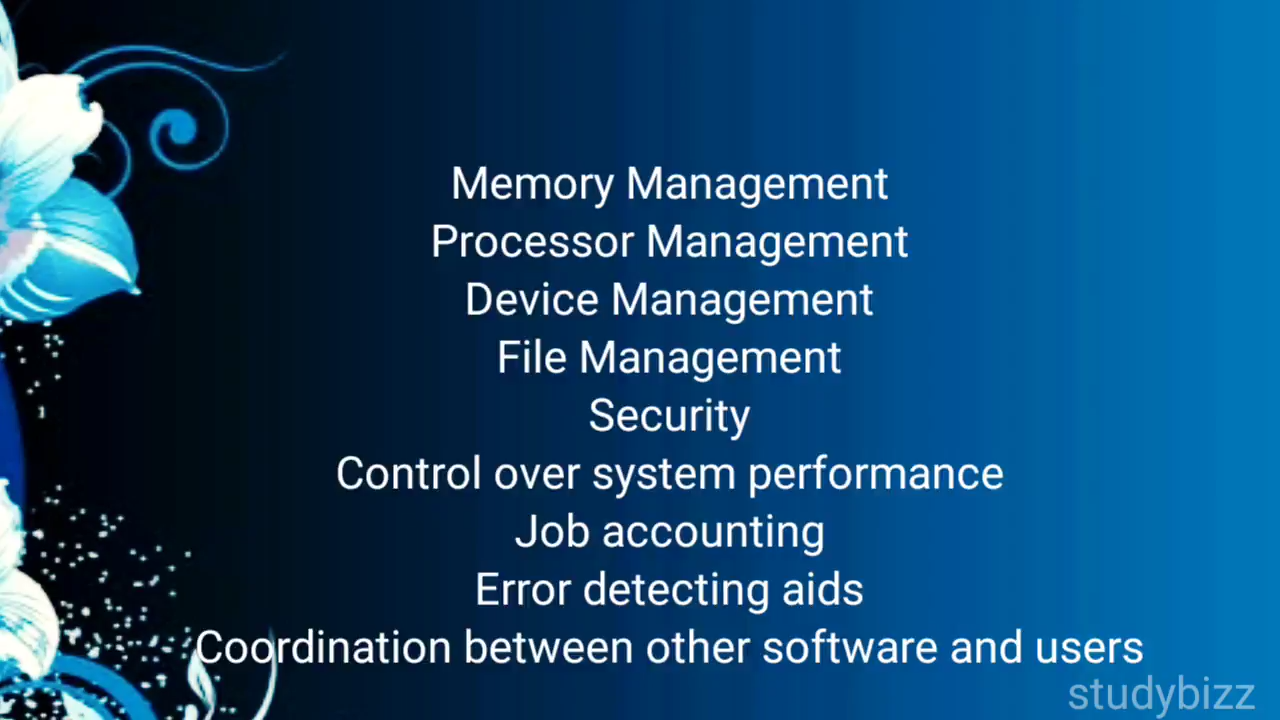 Memory Management
Processor Management
Device Management
File Management
Security
Control over system performance
Job accounting
Error detecting aids
Coordination between other software and users
studybizz